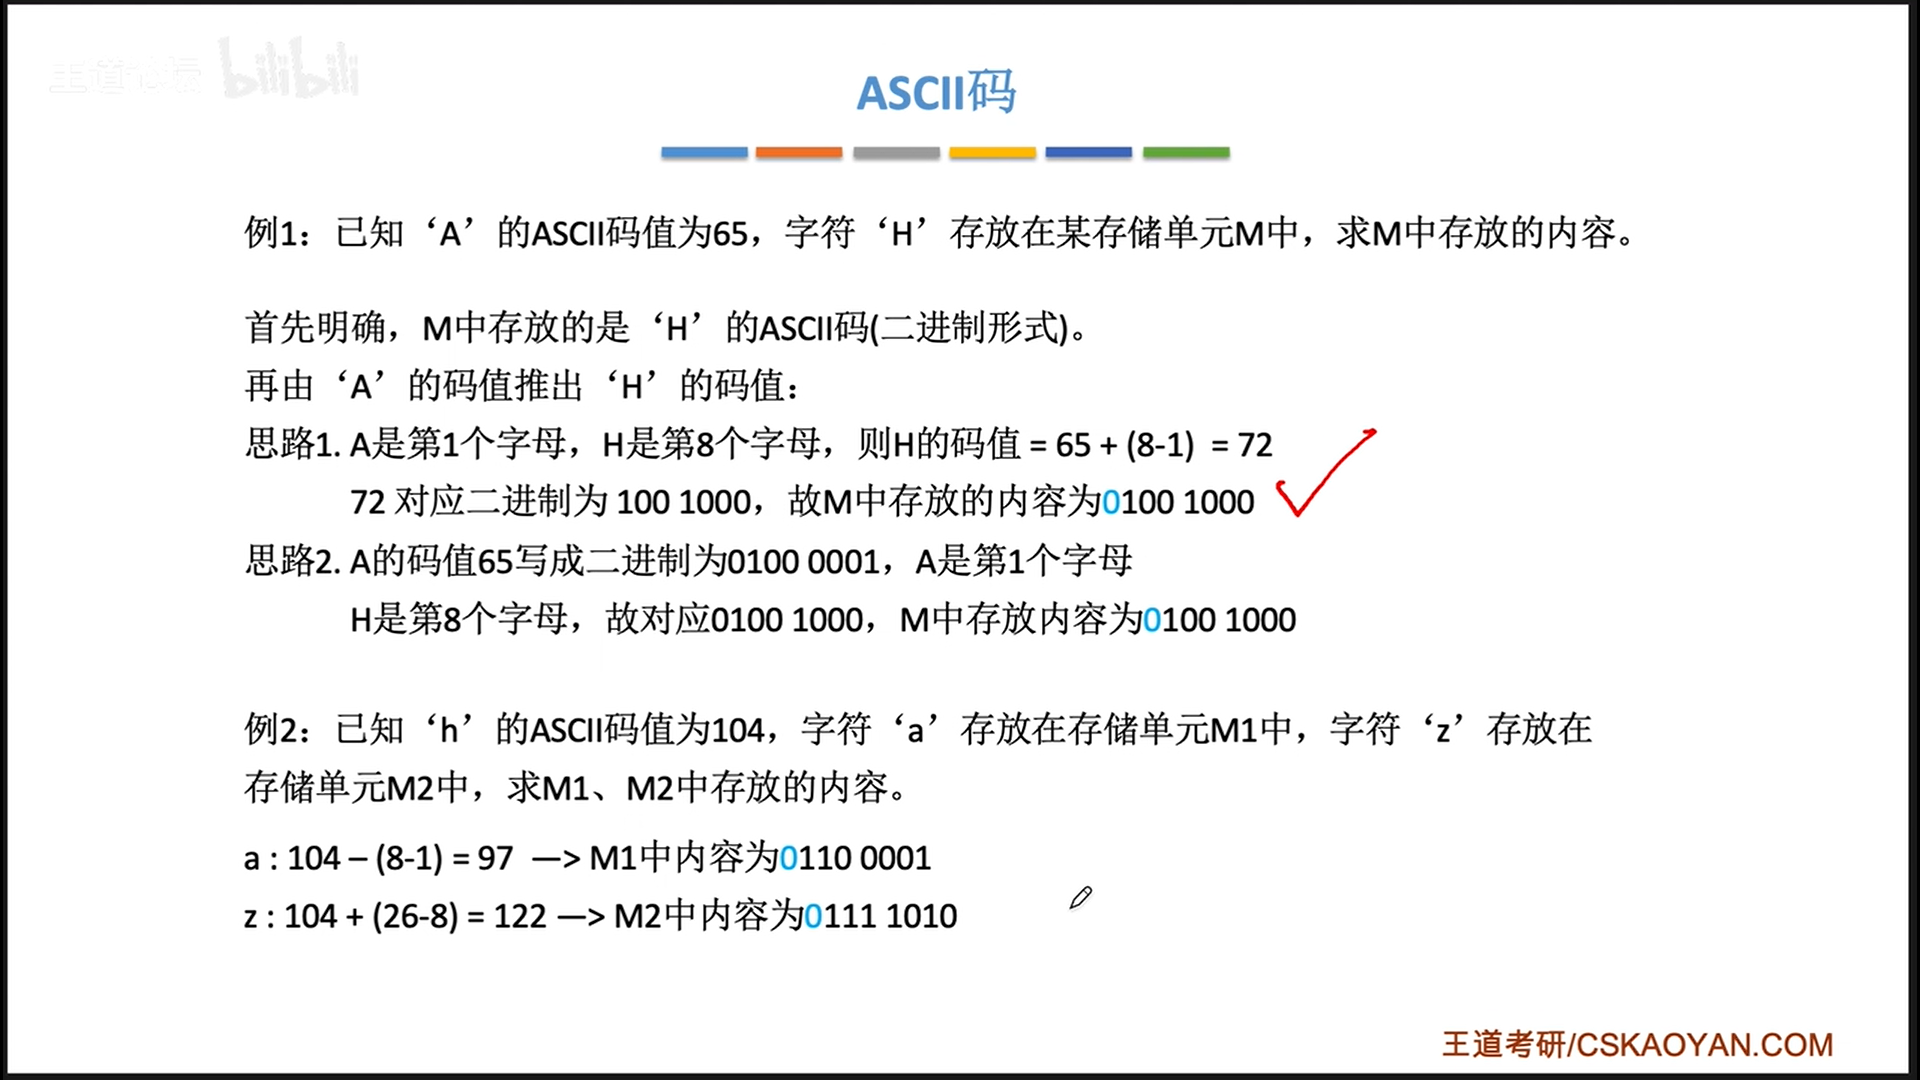 bilibili
ASCII码
例1：已知‘A’的ASCII码值为65，字符‘H’存放在某存储单元M中，求M中存放的内容。
首先明确，M中存放的是‘H’的ASCII码(二进制形式)。
再由‘A’的码值推出‘H’的码值：
思路1. A是第1个字母，H是第8个字母，则H的码值 = 65 + (8-1) = 72
72 对应二进制为 100 1000，故M中存放的内容为0100 1000
思路2. A的码值65写成二进制为0100 0001，A是第1个字母
H是第8个字母，故对应0100 1000，M中存放内容为0100 1000
例2：已知‘h’的ASCII码值为104，字符‘a’存放在存储单元M1中，字符‘z’存放在
存储单元M2中，求M1、M2中存放的内容。
a : 104 – (8-1) = 97 —> M1中内容为0110 0001
z : 104 + (26-8) = 122 —> M2中内容为0111 1010
王道考研/CSKAOYAN.COM